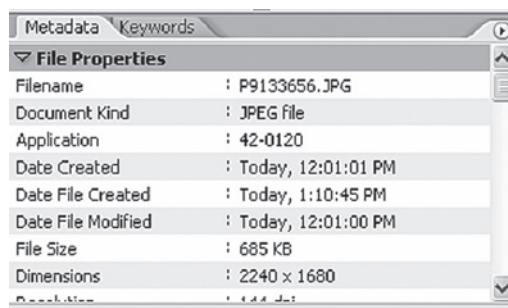 Metadata Keywords
File Properties
Filename : P9133656.JPG
Document Kind : JPEG file
Application : 42-0120
Date Created : Today, 12:01:01 PM
Date File Created : Today, 1:10:45 PM
Date File Modified : Today, 12:01:00 PM
File Size : 685 KB
Dimensions : 2240 x 1680